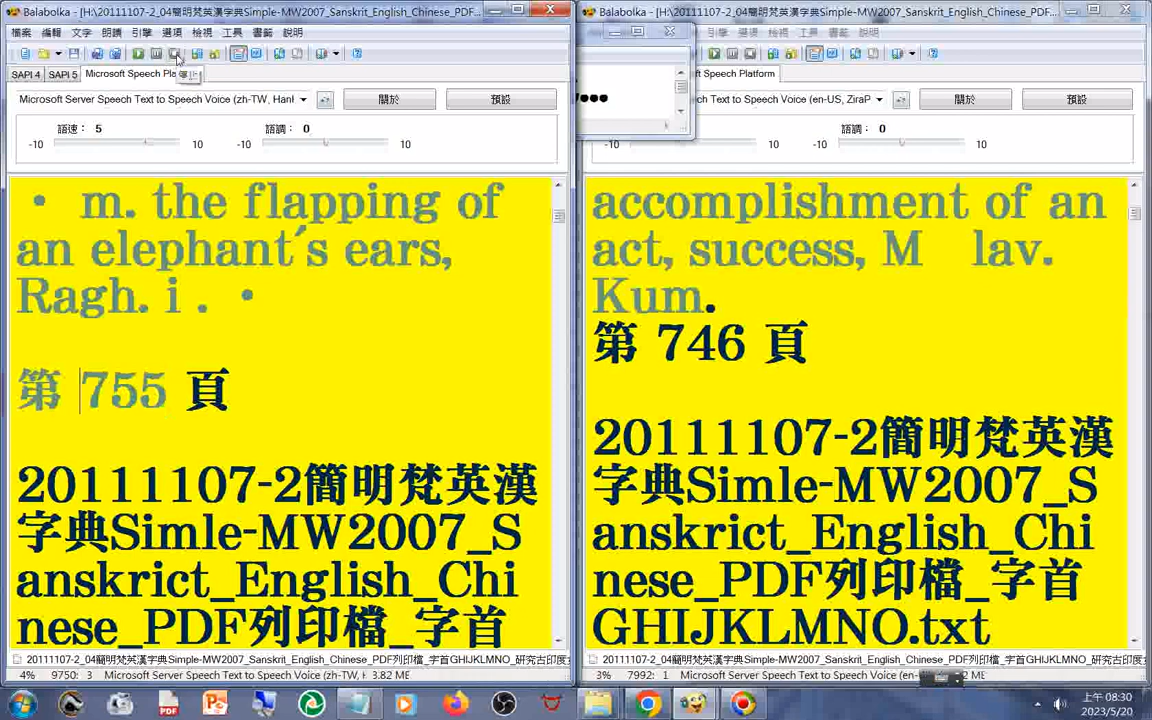 Balabolka - [H:\20111107-2_04簡明梵英漢字典Simple-MW2007_Sanskrit_English_Chinese_PDF...
檔案 編輯 文字 朗讀 引擎 選項 檢視 工具 書籤 說明
SAPI 4 SAPI 5 Microsoft Speech Pla
Microsoft Server Speech Text to Speech Voice (zh-TW, Han
關於 預設
語速： 5 語調： 0
-10 10 -10 10
• m. the flapping of
an elephant´s ears,
Ragh. i . •
第 755 頁
20111107-2簡明梵英漢
字典Simle-MW2007_S
anskrict_English_Chi
nese_PDF列印檔_字首
20111107-2_04簡明梵英漢字典Simple-MW2007_Sanskrit_English_Chinese_PDF列印檔_字首GHIJKLMNO_研究古印度
4% 9750: 3 Microsoft Server Speech Text to Speech Voice (zh-TW, H 3.82 ME
Balabolka - [H:\20111107-2_04簡明梵英漢字典Simple-MW2007_Sanskrit_English_Chinese_PDF...
引擎 選項 檢視 工具 書籤 說明
t Speech Platform
t to Speech Voice (en-US, ZiraP
關於 預設
語調： 0
10 -10 10
accomplishment of an
act, success, M lav.
Kum.
第 746 頁
20111107-2簡明梵英漢
字典Simle-MW2007_S
anskrict_English_Chi
nese_PDF列印檔_字首
GHIJKLMNO.txt
20111107-2_04簡明梵英漢字典Simple-MW2007_Sanskrit_English_Chinese_PDF列印檔_字首GHIJKLMNO_研究古印度
3% 7992: 1 Microsoft Server Speech Text to Speech Voice (en- 3.82 ME
上午 08:30
2023/5/20